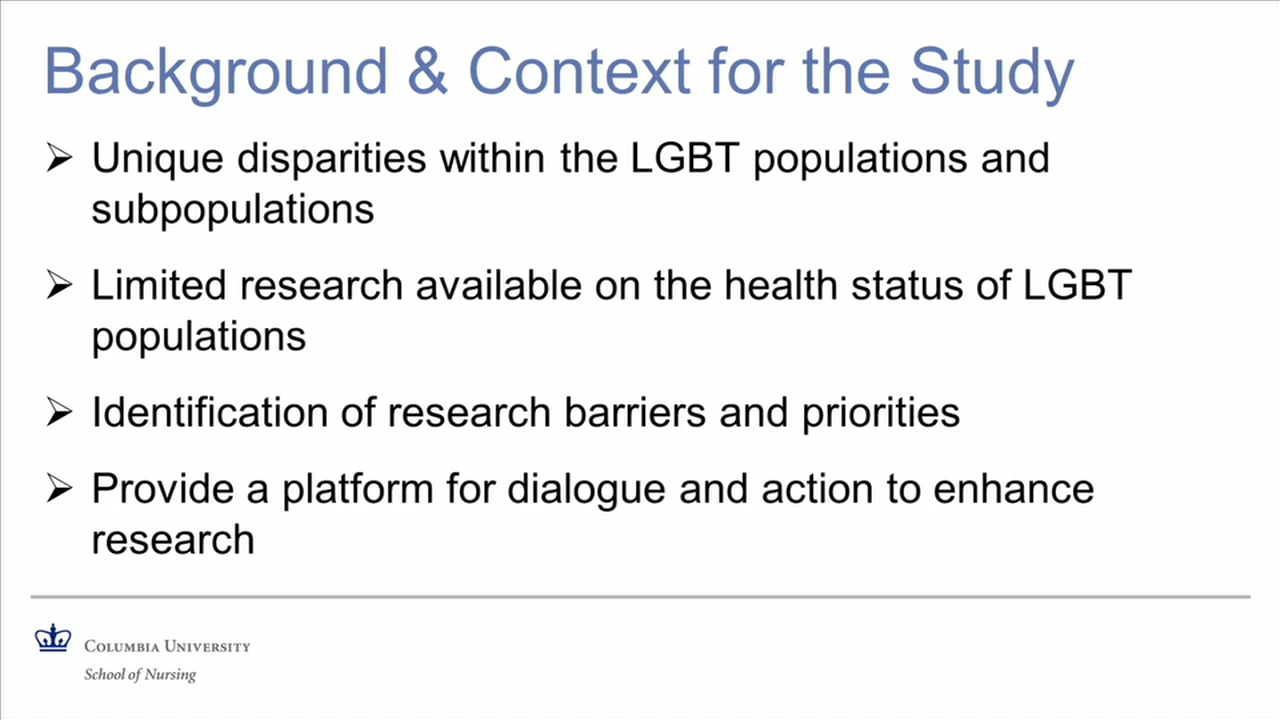 Background & Context for the Study
➢ Unique disparities within the LGBT populations and
subpopulations
➢ Limited research available on the health status of LGBT
populations
➢ Identification of research barriers and priorities
➢ Provide a platform for dialogue and action to enhance
research
COLUMBIA UNIVERSITY
School of Nursing